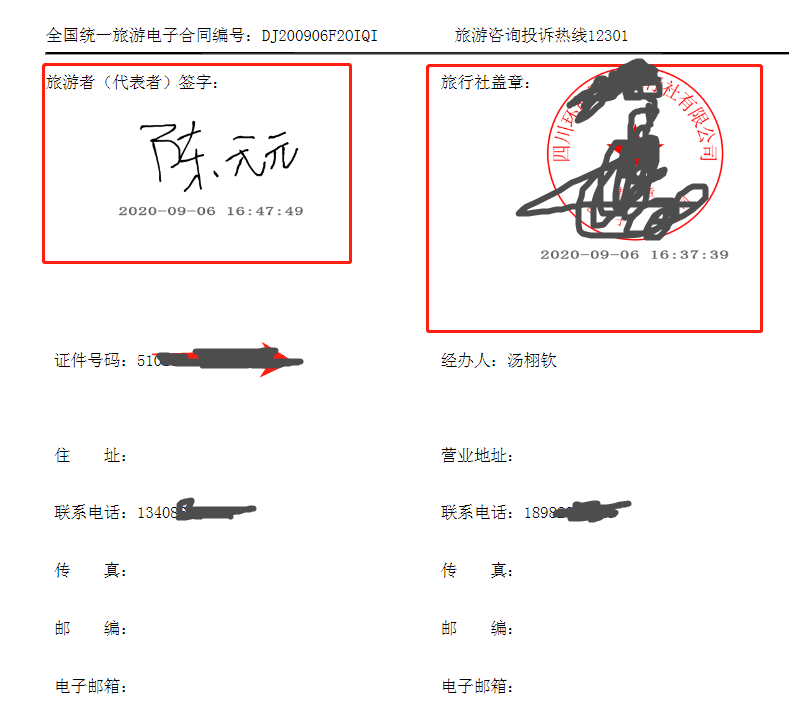 全国统一旅游电子合同编号: DJ200906F20IQI 旅游咨询投诉热线12301
旅游者(代表者)签字: 旅行社盖章:
四川环 社有限公司
陈元元
2020-09-06 16:47:49
2020-09-06 16:37:39
证件号码: 510 经办人: 汤栩钦
住 址: 营业地址:
联系电话: 13408 联系电话: 1898
传 真: 传 真:
邮 编: 邮 编:
电子邮箱: 电子邮箱: